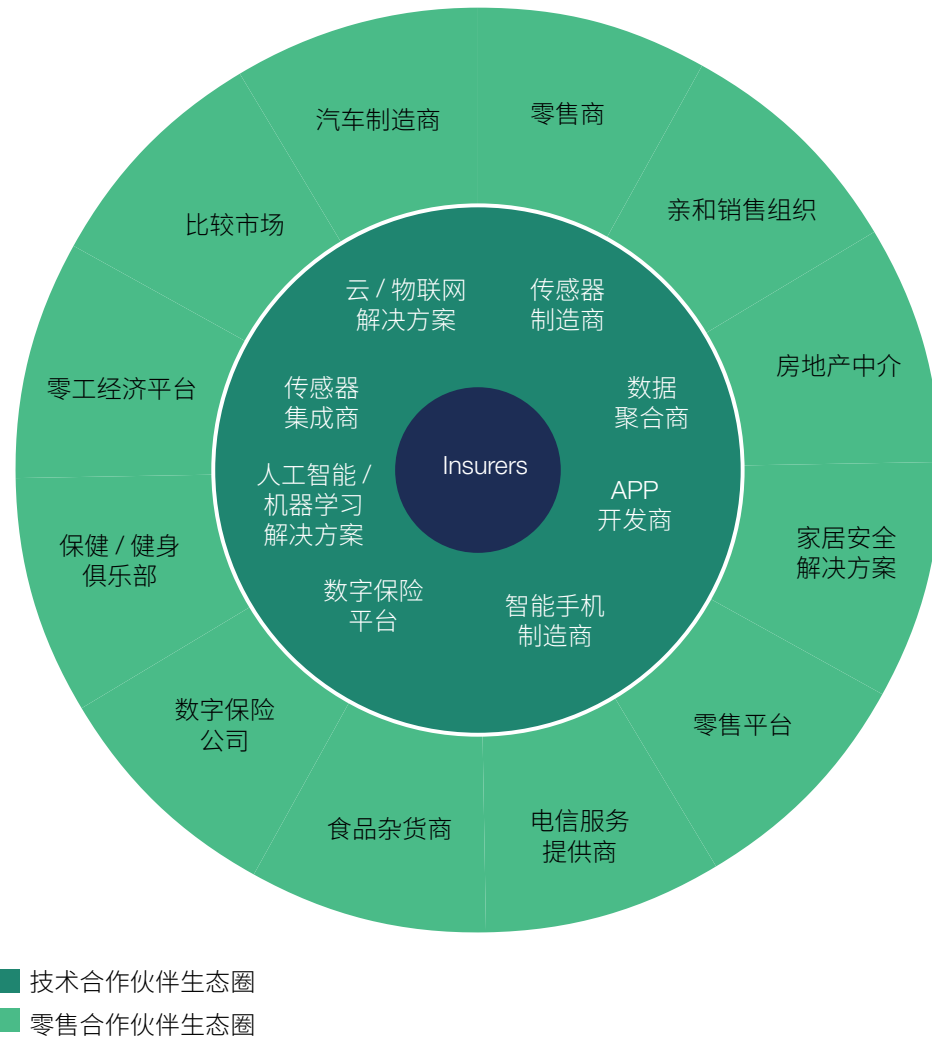 汽车制造商
零售商
亲和销售组织
房地产中介
家居安全
解决方案
零售平台
电信服务
提供商
食品杂货商
数字保险
公司
保健 / 健身
俱乐部
零工经济平台
比较市场
云 / 物联网
解决方案
传感器
制造商
数据
聚合商
APP
开发商
智能手机
制造商
数字保险
平台
人工智能 /
机器学习
解决方案
传感器
集成商
Insurers
技术合作伙伴生态圈
零售合作伙伴生态圈